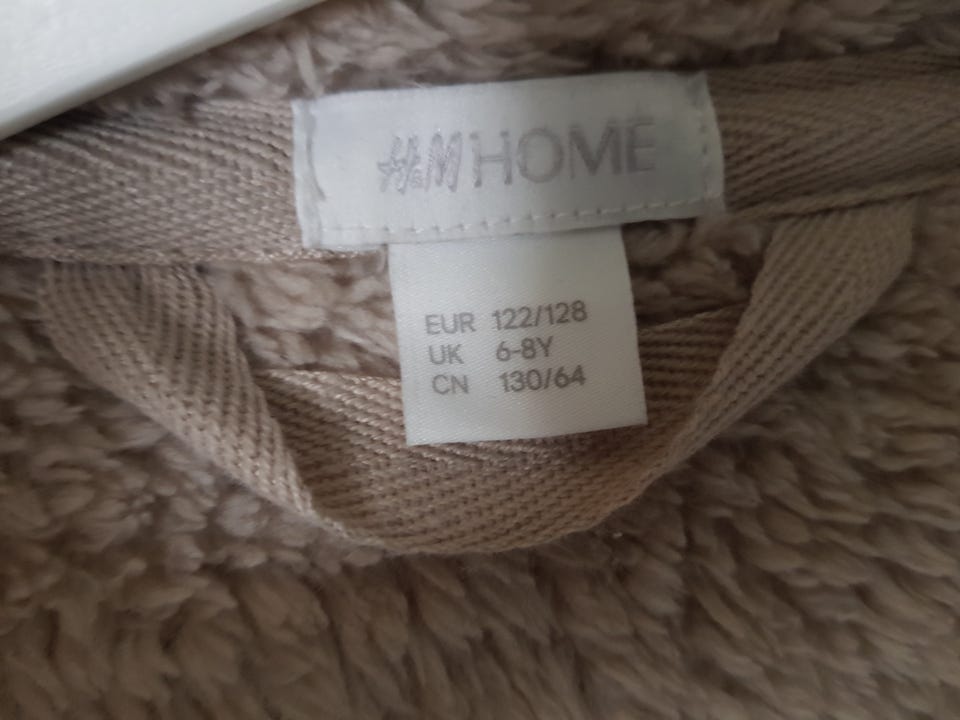 H&M HOME
EUR 122/128
UK 6-8Y
CN 130/64